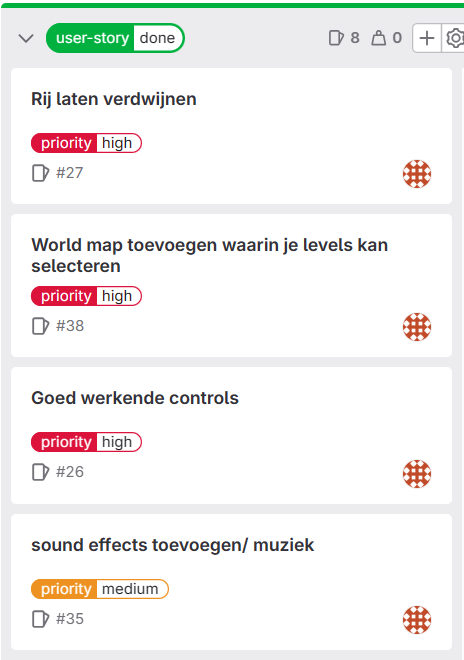 user-story done 8 0
Rij laten verdwijnen
priority high
#27
World map toevoegen waarin je levels kan
selecteren
priority high
#38
Goed werkende controls
priority high
#26
sound effects toevoegen/ muziek
priority medium
#35